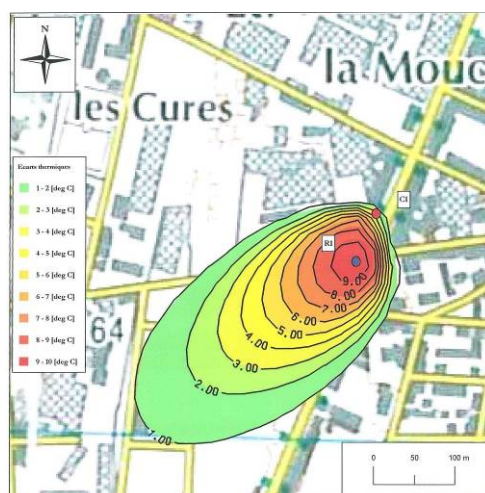 N
la Mouc
les Cures
Ecarts thermiques
1 - 2 [deg C]
2 - 3 [deg C]
3 - 4 [deg C]
4 - 5 [deg C]
5 - 6 [deg C]
6 - 7 [deg C]
7 - 8 [deg C]
8 - 9 [deg C]
9 - 10 [deg C]
CI
RI
9.00
8.00
7.00
6.00
5.00
4.00
3.00
2.00
1.00
64
0 50 100 m